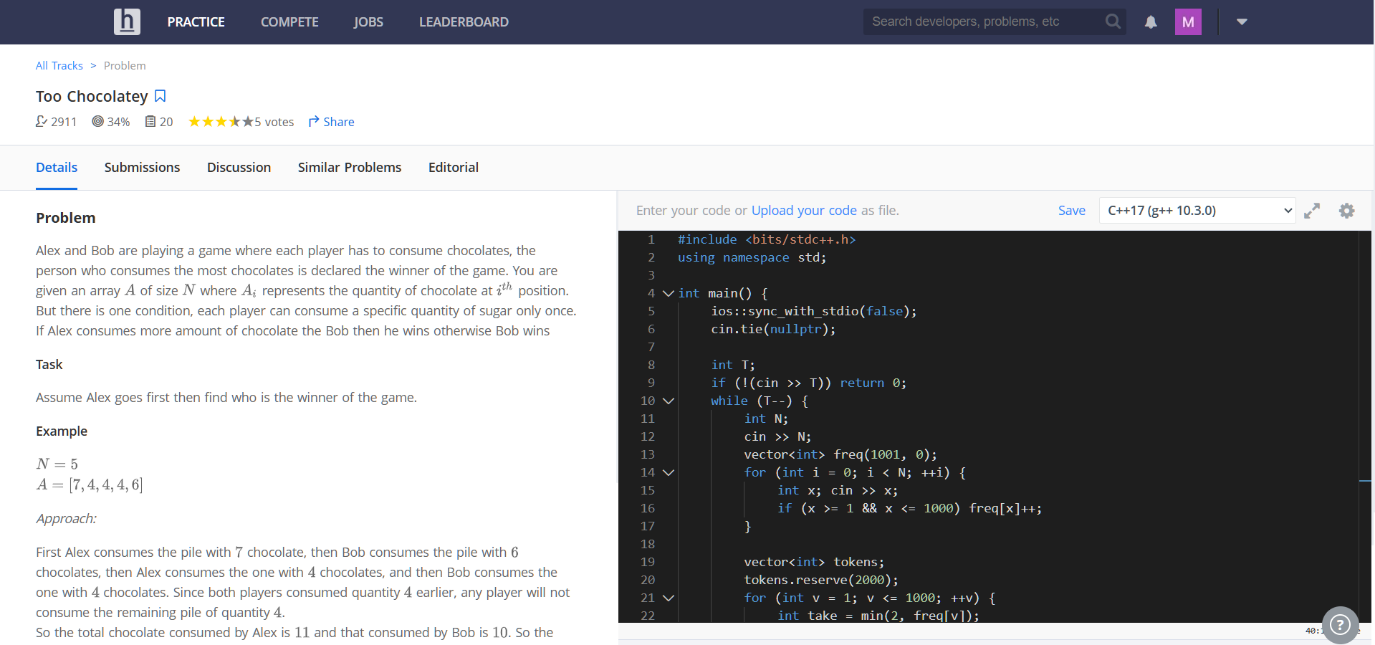 h PRACTICE COMPETE JOBS LEADERBOARD Search developers, problems, etc M
All Tracks > Problem
Too Chocolatey
2911 34% 20 5 votes Share
Details Submissions Discussion Similar Problems Editorial
Problem
Alex and Bob are playing a game where each player has to consume chocolates, the
person who consumes the most chocolates is declared the winner of the game. You are
given an array A of size N where A_i represents the quantity of chocolate at i^th position.
But there is one condition, each player can consume a specific quantity of sugar only once.
If Alex consumes more amount of chocolate the Bob then he wins otherwise Bob wins
Task
Assume Alex goes first then find who is the winner of the game.
Example
N = 5
A = [7, 4, 4, 4, 6]
Approach:
First Alex consumes the pile with 7 chocolate, then Bob consumes the pile with 6
chocolates, then Alex consumes the one with 4 chocolates, and then Bob consumes the
one with 4 chocolates. Since both players consumed quantity 4 earlier, any player will not
consume the remaining pile of quantity 4.
So the total chocolate consumed by Alex is 11 and that consumed by Bob is 10. So the
Enter your code or Upload your code as file. Save C++17 (g++ 10.3.0)
1 #include <bits/stdc++.h>
2 using namespace std;
3
4 int main() {
5 ios::sync_with_stdio(false);
6 cin.tie(nullptr);
7
8 int T;
9 if (!(cin >> T)) return 0;
10 while (T--) {
11 int N;
12 cin >> N;
13 vector<int> freq(1001, 0);
14 for (int i = 0; i < N; ++i) {
15 int x; cin >> x;
16 if (x >= 1 && x <= 1000) freq[x]++;
17 }
18
19 vector<int> tokens;
20 tokens.reserve(2000);
21 for (int v = 1; v <= 1000; ++v) {
22 int take = min(2, freq[v]);
?